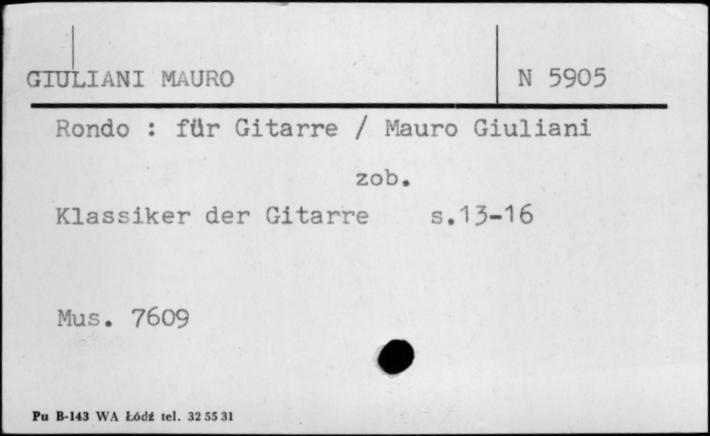 GIULIANI MAURO N 5905
Rondo : für Gitarre / Mauro Giuliani
zob.
Klassiker der Gitarre s.13-16
Mus. 7609
Pu B-143 WA Łódź tel. 32 55 31